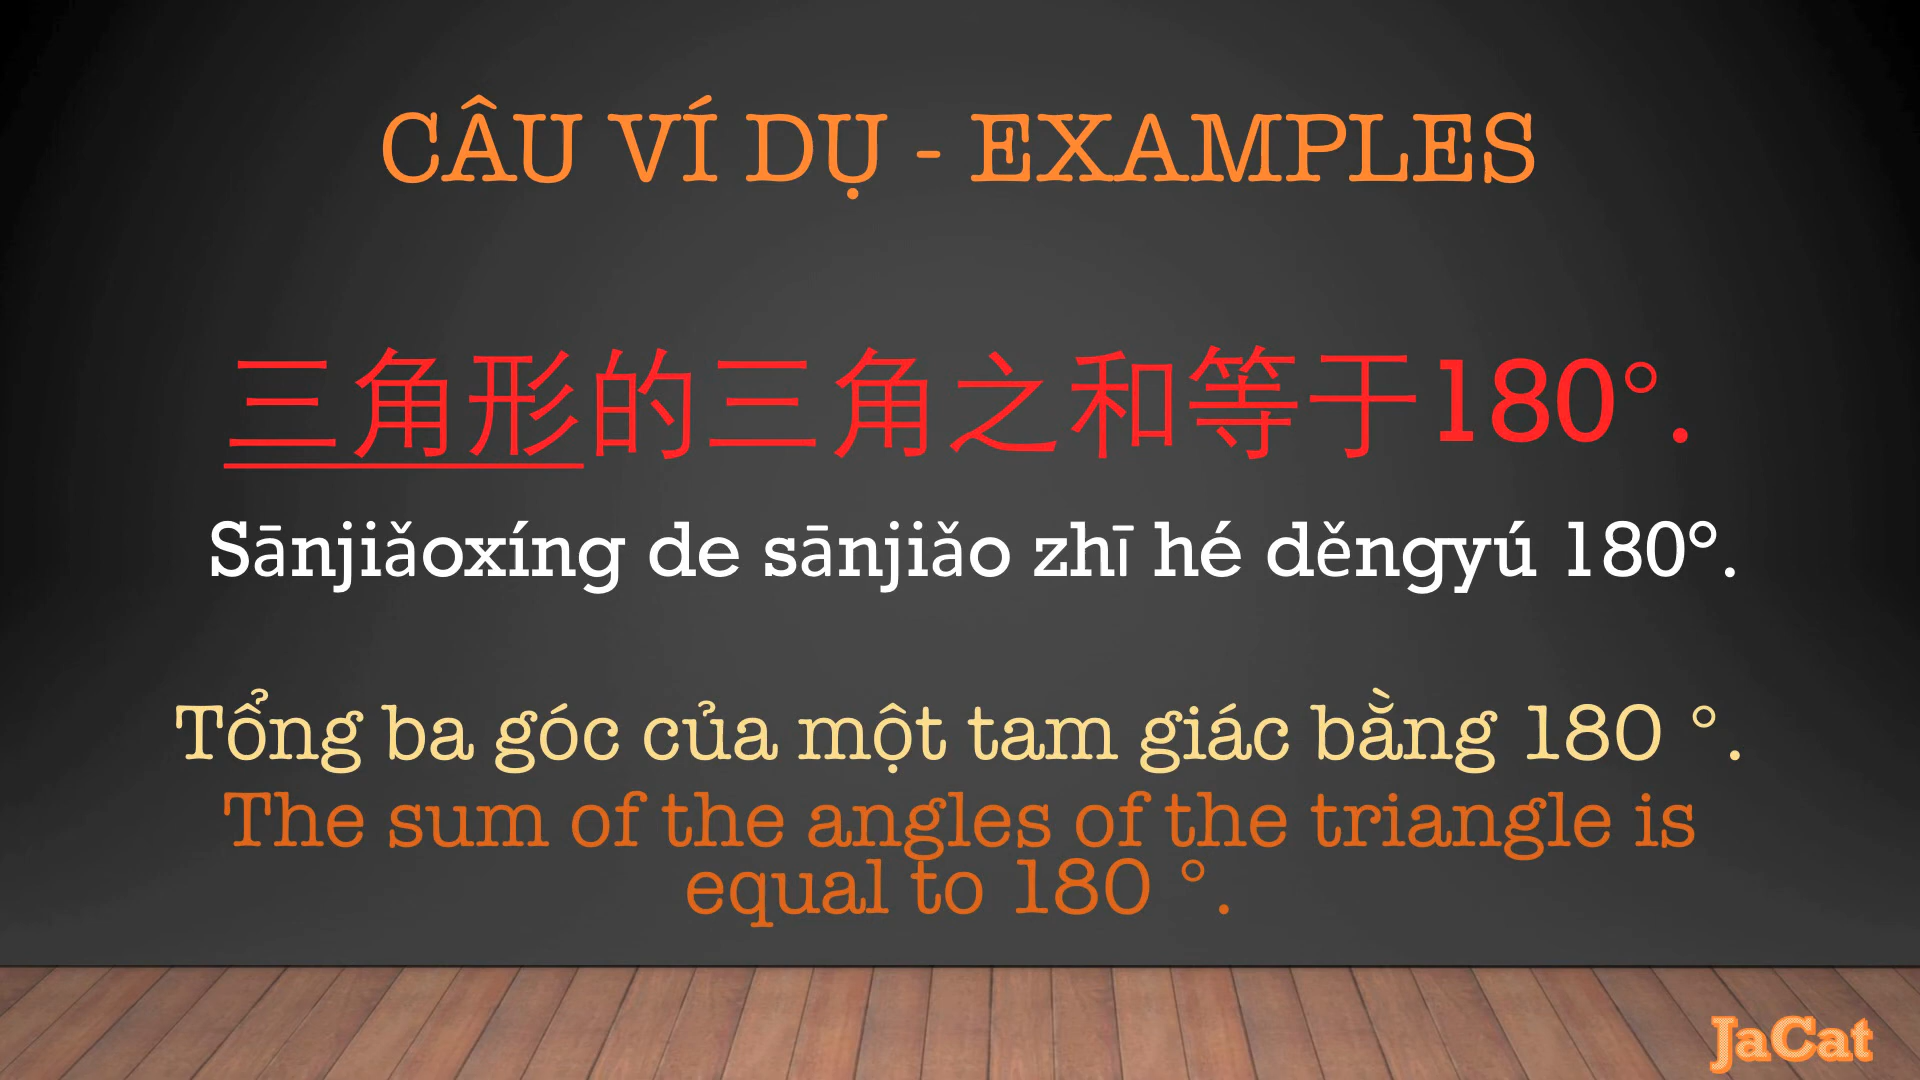 CÂU VÍ DỤ - EXAMPLES
三角形的三角之和等于180°.
Sānjiǎoxíng de sānjiǎo zhī hé děngyú 180°.
Tổng ba góc của một tam giác bằng 180 °.
The sum of the angles of the triangle is
equal to 180 °.
JaCat